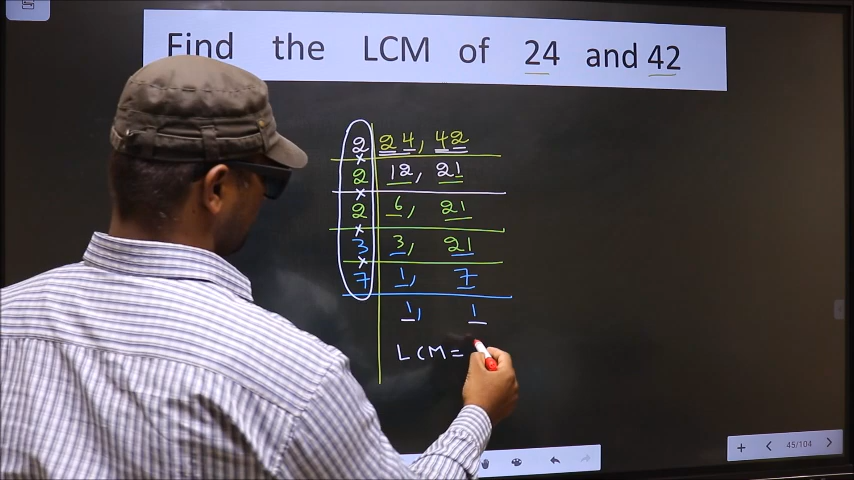 Find the LCM of 24 and 42
2 24, 42
2 12, 21
2 6, 21
3 3, 21
7 1, 7
1, 1
LCM =
45/104